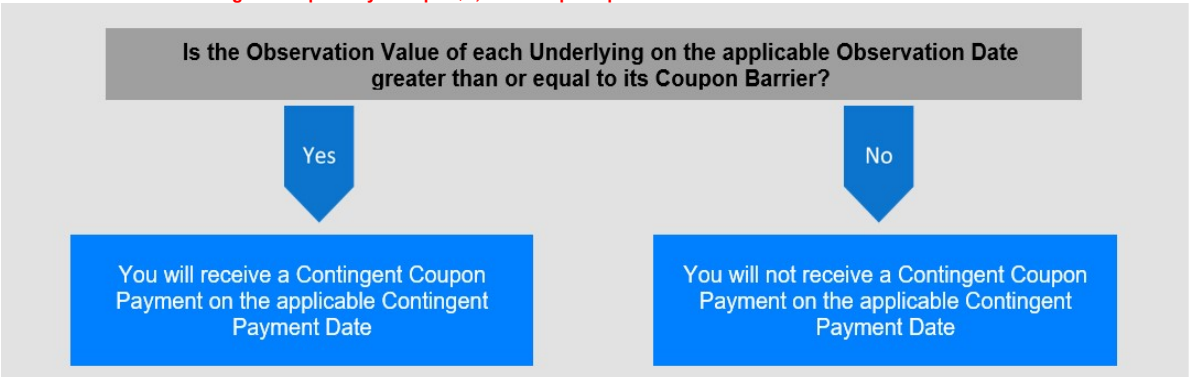 Is the Observation Value of each Underlying on the applicable Observation Date
greater than or equal to its Coupon Barrier?
Yes
No
You will receive a Contingent Coupon
Payment on the applicable Contingent
Payment Date
You will not receive a Contingent Coupon
Payment on the applicable Contingent
Payment Date